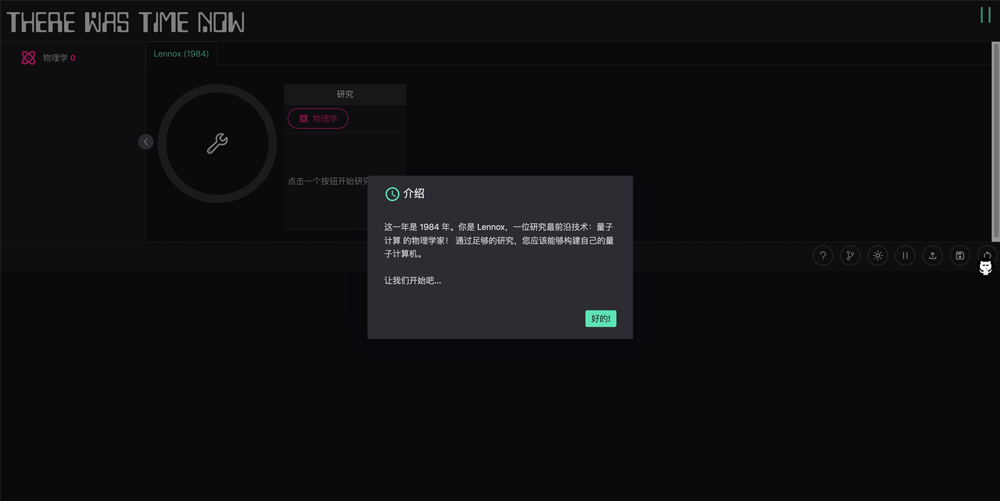 THERE WAS TIME NOW
物理学 0
Lennox (1984)
研究
物理学
点击一个按钮开始研究
介绍
这一年是 1984 年。你是 Lennox，一位研究最前沿技术：量子
计算 的物理学家！ 通过足够的研究，您应该能够构建自己的量
子计算机。
让我们开始吧...
好的!